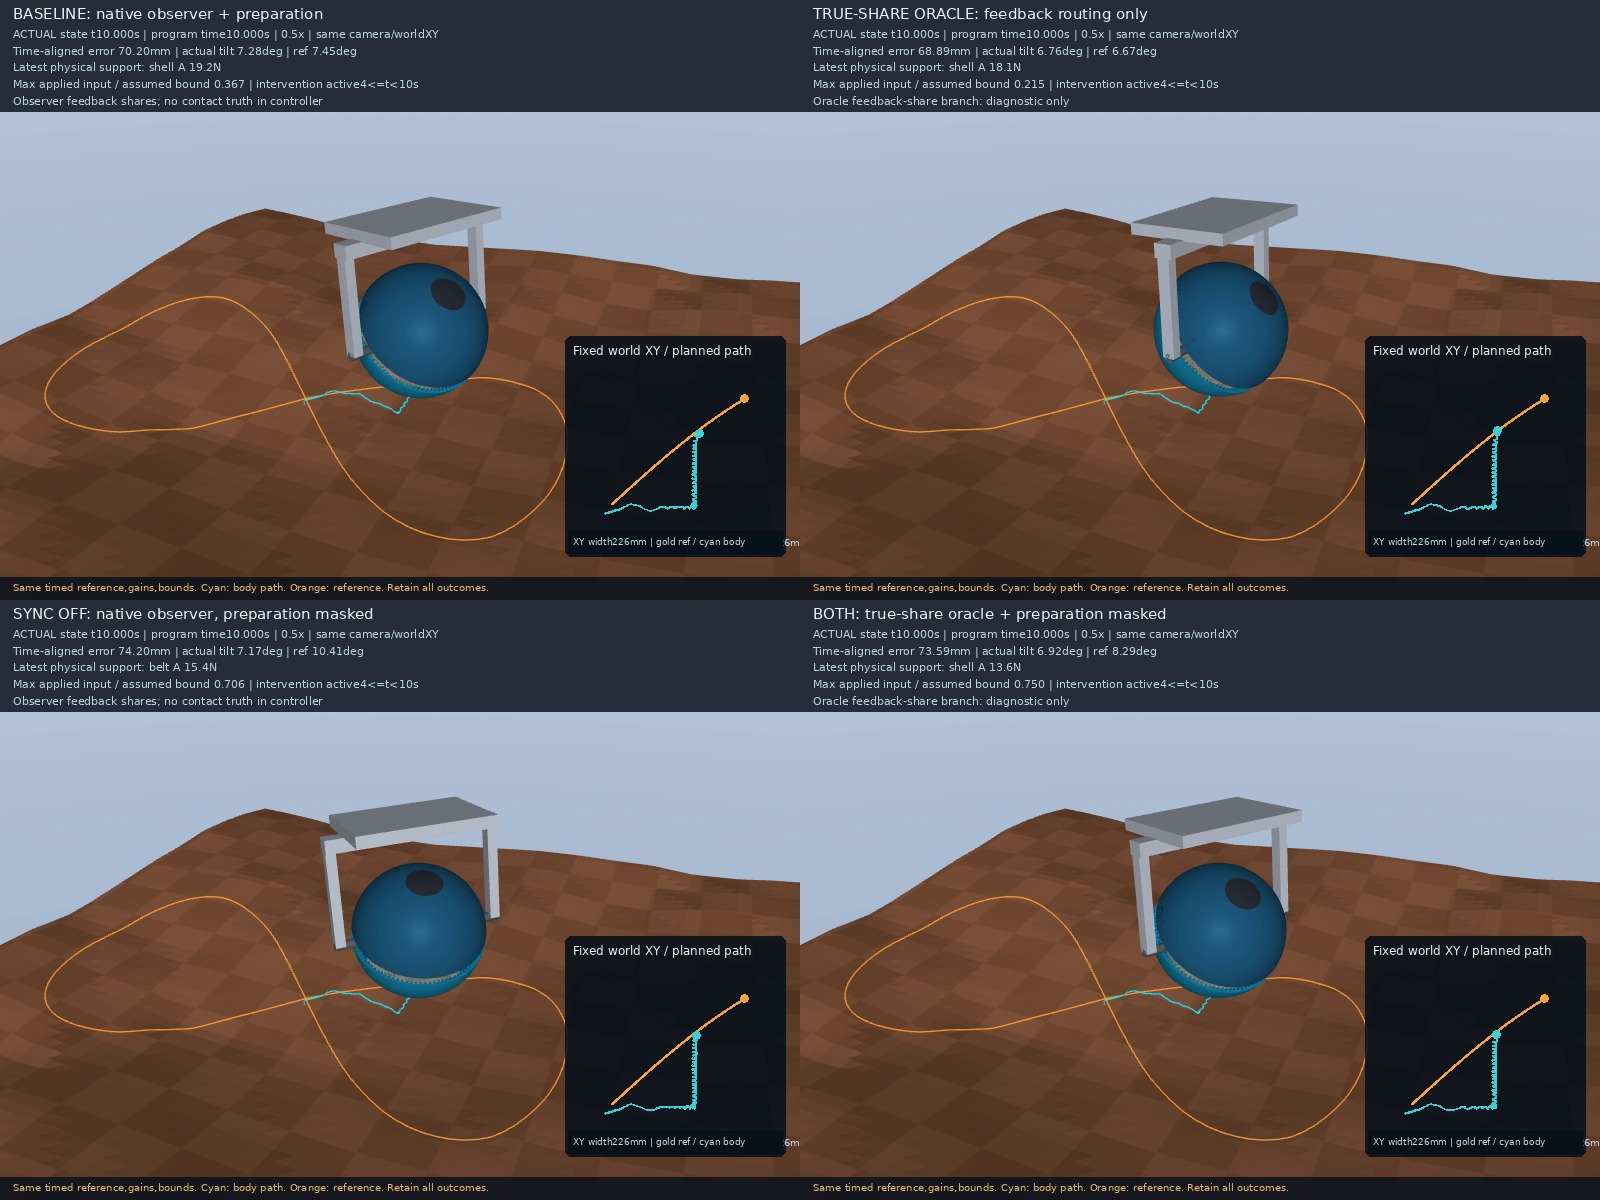 BASELINE: native observer + preparation
ACTUAL state t10.000s | program time10.000s | 0.5x | same camera/worldXY
Time-aligned error 70.20mm | actual tilt 7.28deg | ref 7.45deg
Latest physical support: shell A 19.2N
Max applied input / assumed bound 0.367 | intervention active4<=t<10s
Observer feedback shares; no contact truth in controller
Fixed world XY / planned path
XY width226mm | gold ref / cyan body
6m
Same timed reference,gains,bounds. Cyan: body path. Orange: reference. Retain all outcomes.
TRUE-SHARE ORACLE: feedback routing only
ACTUAL state t10.000s | program time10.000s | 0.5x | same camera/worldXY
Time-aligned error 68.89mm | actual tilt 6.76deg | ref 6.67deg
Latest physical support: shell A 18.1N
Max applied input / assumed bound 0.215 | intervention active4<=t<10s
Oracle feedback-share branch: diagnostic only
Fixed world XY / planned path
XY width226mm | gold ref / cyan body
6m
Same timed reference,gains,bounds. Cyan: body path. Orange: reference. Retain all outcomes.
SYNC OFF: native observer, preparation masked
ACTUAL state t10.000s | program time10.000s | 0.5x | same camera/worldXY
Time-aligned error 74.20mm | actual tilt 7.17deg | ref 10.41deg
Latest physical support: belt A 15.4N
Max applied input / assumed bound 0.706 | intervention active4<=t<10s
Observer feedback shares; no contact truth in controller
Fixed world XY / planned path
XY width226mm | gold ref / cyan body
6m
Same timed reference,gains,bounds. Cyan: body path. Orange: reference. Retain all outcomes.
BOTH: true-share oracle + preparation masked
ACTUAL state t10.000s | program time10.000s | 0.5x | same camera/worldXY
Time-aligned error 73.59mm | actual tilt 6.92deg | ref 8.29deg
Latest physical support: shell A 13.6N
Max applied input / assumed bound 0.750 | intervention active4<=t<10s
Oracle feedback-share branch: diagnostic only
Fixed world XY / planned path
XY width226mm | gold ref / cyan body
6m
Same timed reference,gains,bounds. Cyan: body path. Orange: reference. Retain all outcomes.